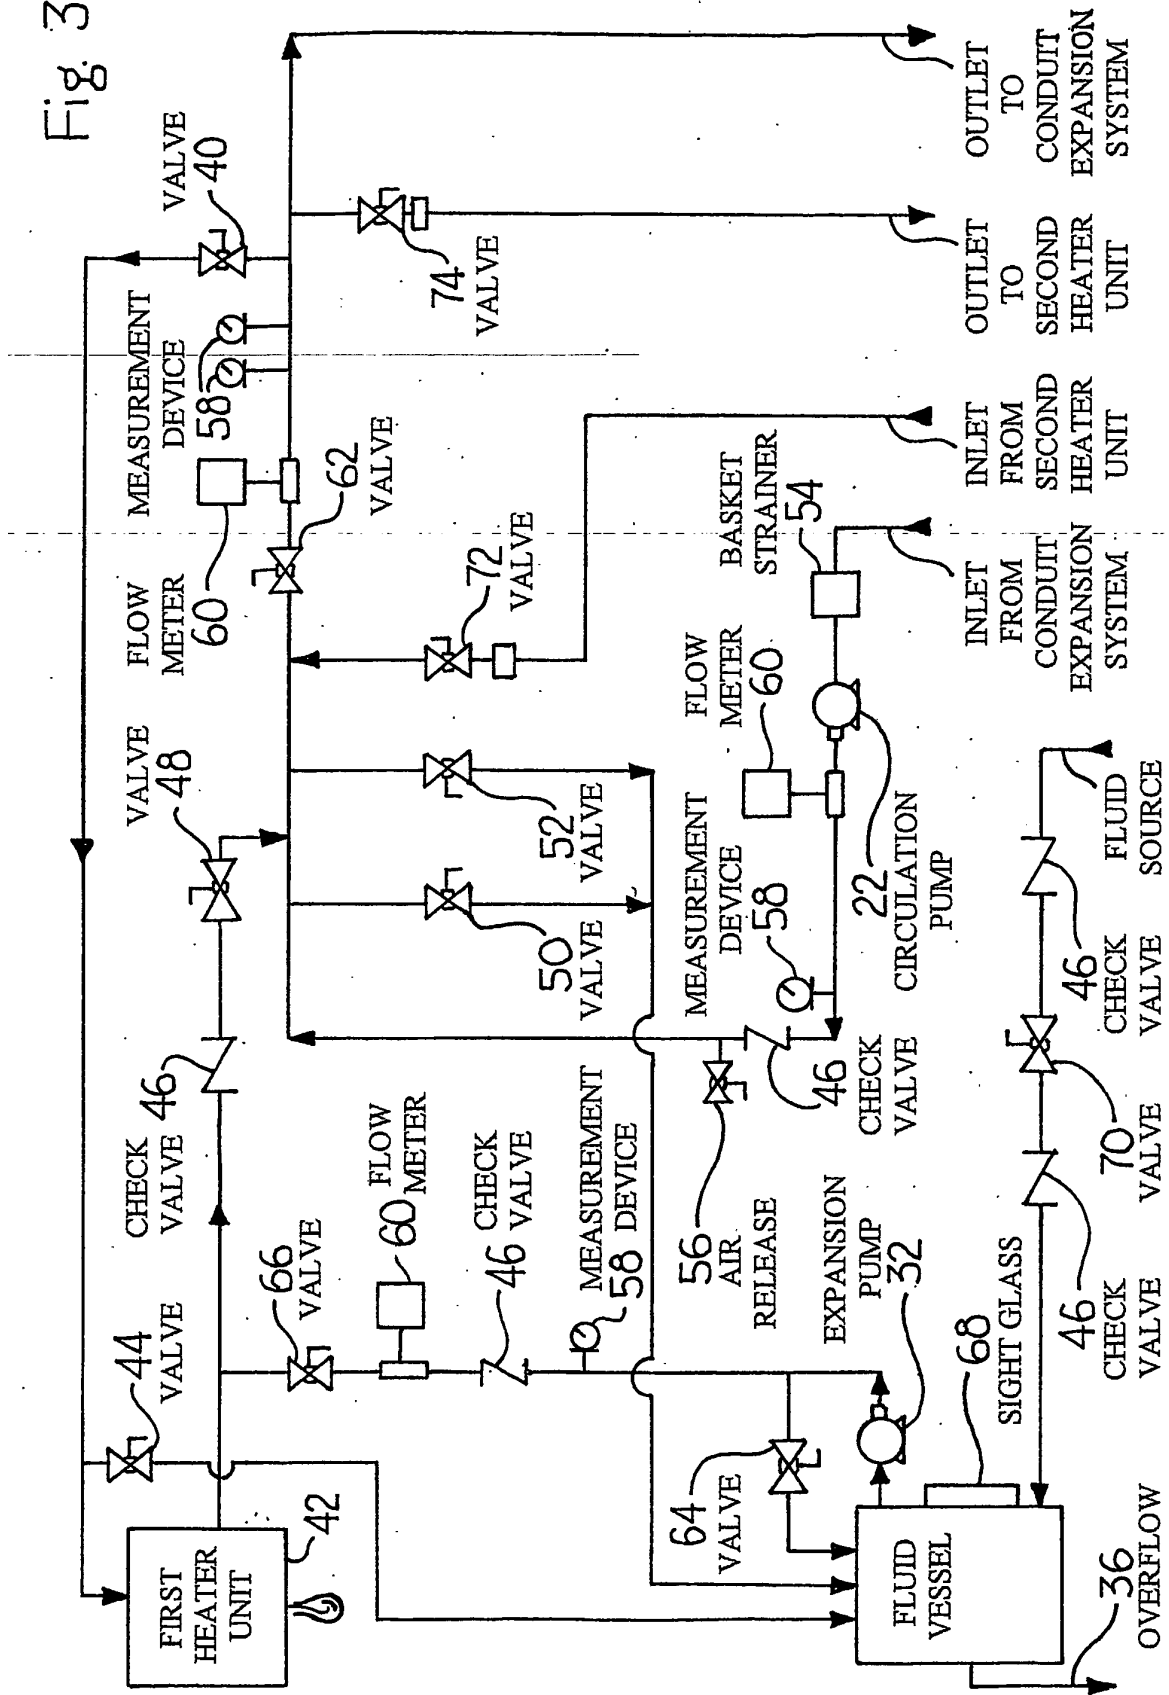 Fig. 3
VALVE
40
MEASUREMENT
DEVICE
58
FLOW
METER
60
62
VALVE
74
VALVE
72
VALVE
VALVE
48
52
VALVE
50
VALVE
CHECK
VALVE
46
44
VALVE
66
VALVE
FLOW
METER
60
46
CHECK
VALVE
MEASUREMENT
DEVICE
58
FIRST
HEATER
UNIT
42
BASKET
STRAINER
54
FLOW
METER
60
22
CIRCULATION
PUMP
MEASUREMENT
DEVICE
58
46
CHECK
VALVE
56
AIR
RELEASE
EXPANSION
PUMP
32
64
VALVE
FLUID
VESSEL
68
SIGHT GLASS
36
OVERFLOW
46
CHECK
VALVE
70
VALVE
46
CHECK
VALVE
FLUID
SOURCE
INLET
FROM
CONDUIT
EXPANSION
SYSTEM
INLET
FROM
SECOND
HEATER
UNIT
OUTLET
TO
SECOND
HEATER
UNIT
OUTLET
TO
CONDUIT
EXPANSION
SYSTEM